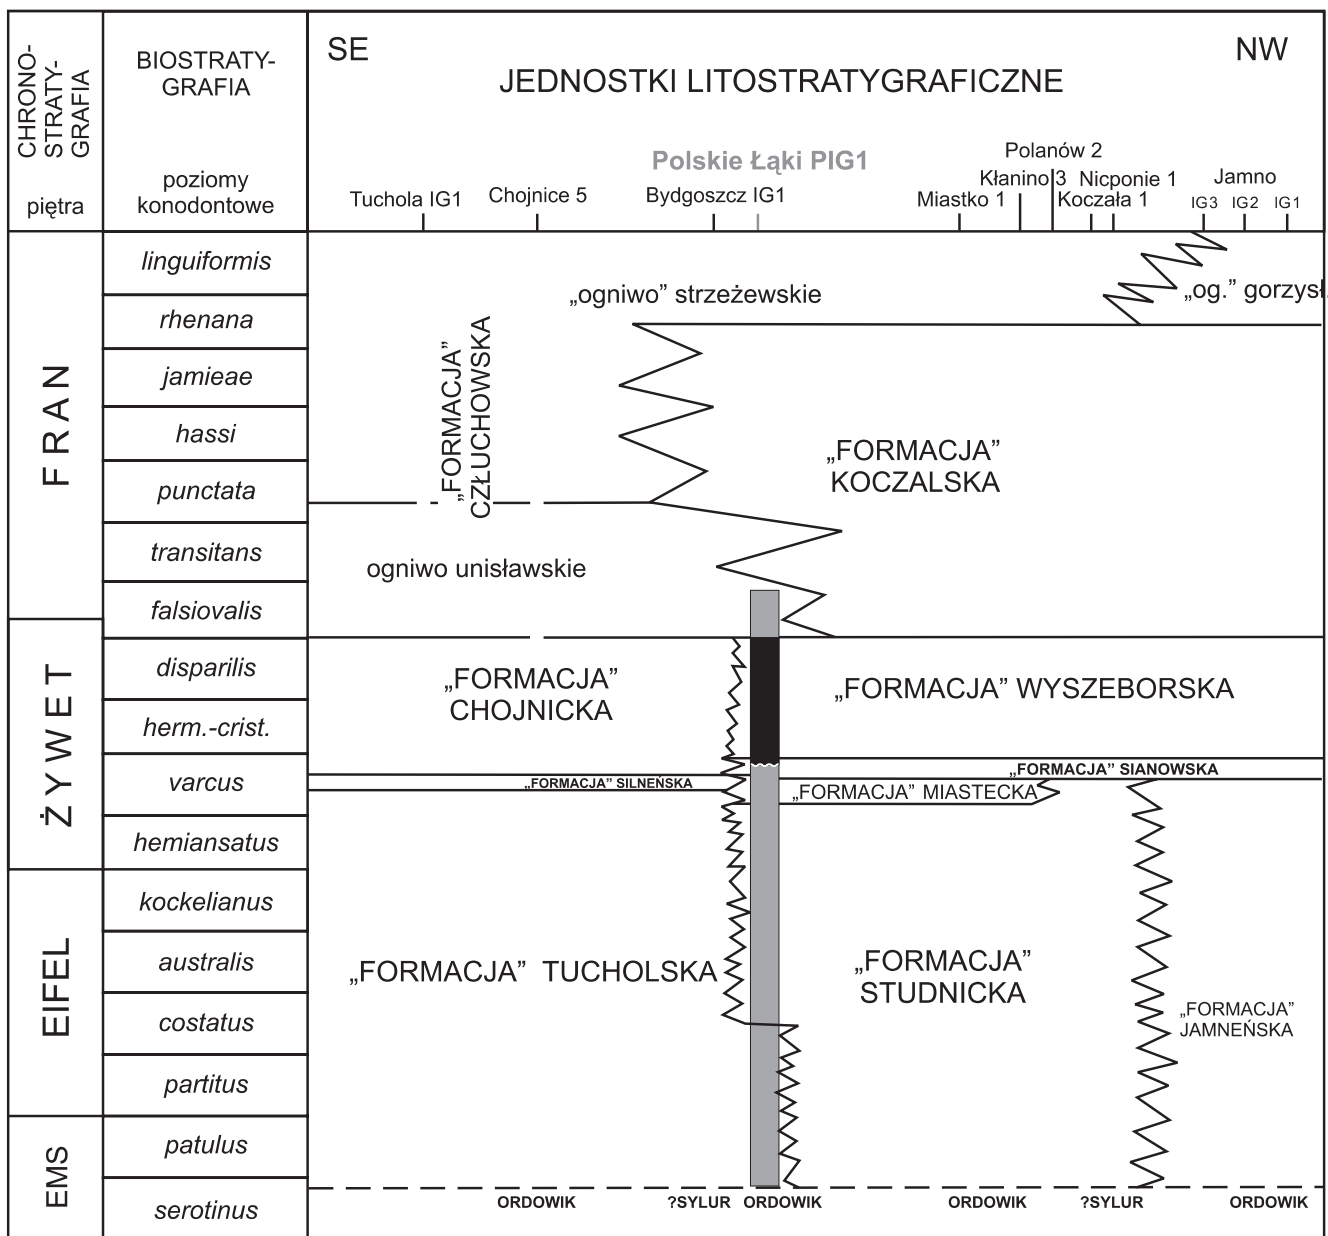 CHRONO-
STRATY-
GRAFIA
piętra
BIOSTRATY-
GRAFIA
poziomy
konodontowe
SE
NW
JEDNOSTKI LITOSTRATYGRAFICZNE
Polskie Łąki PIG1
Tuchola IG1
Chojnice 5
Bydgoszcz IG1
Miastko 1
Kłanino 3
Polanów 2
Nicponie 1
Koczała 1
Jamno
IG3
IG2
IG1
FRAN
ŻYWET
EIFEL
EMS
linguiformis
rhenana
jamieae
hassi
punctata
transitans
falsiovalis
disparilis
herm.-crist.
varcus
hemiansatus
kockelianus
australis
costatus
partitus
patulus
serotinus
„ogniwo” strzeżewskie
„og.” gorzysł.
„FORMACJA”
CZŁUCHOWSKA
„FORMACJA”
KOCZALSKA
ogniwo unisławskie
„FORMACJA”
CHOJNICKA
„FORMACJA” WYSZEBORSKA
„FORMACJA” SILNEŃSKA
„FORMACJA” SIANOWSKA
„FORMACJA” MIASTECKA
„FORMACJA” TUCHOLSKA
„FORMACJA”
STUDNICKA
„FORMACJA”
JAMNEŃSKA
ORDOWIK
?SYLUR
ORDOWIK
ORDOWIK
?SYLUR
ORDOWIK